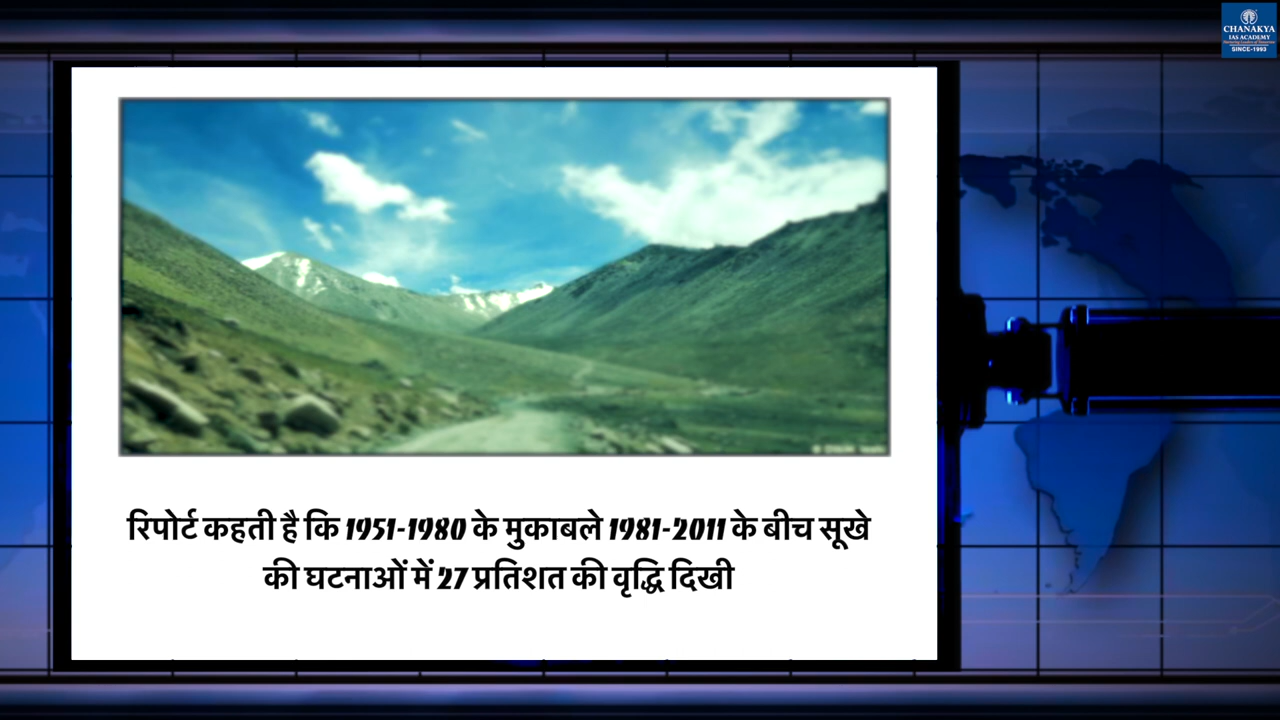 CHANAKYA
IAS ACADEMY
SINCE-1993
रिपोर्ट कहती है कि 1951-1980 के मुकाबले 1981-2011 के बीच सूखे
की घटनाओं में 27 प्रतिशत की वृद्धि दिखी